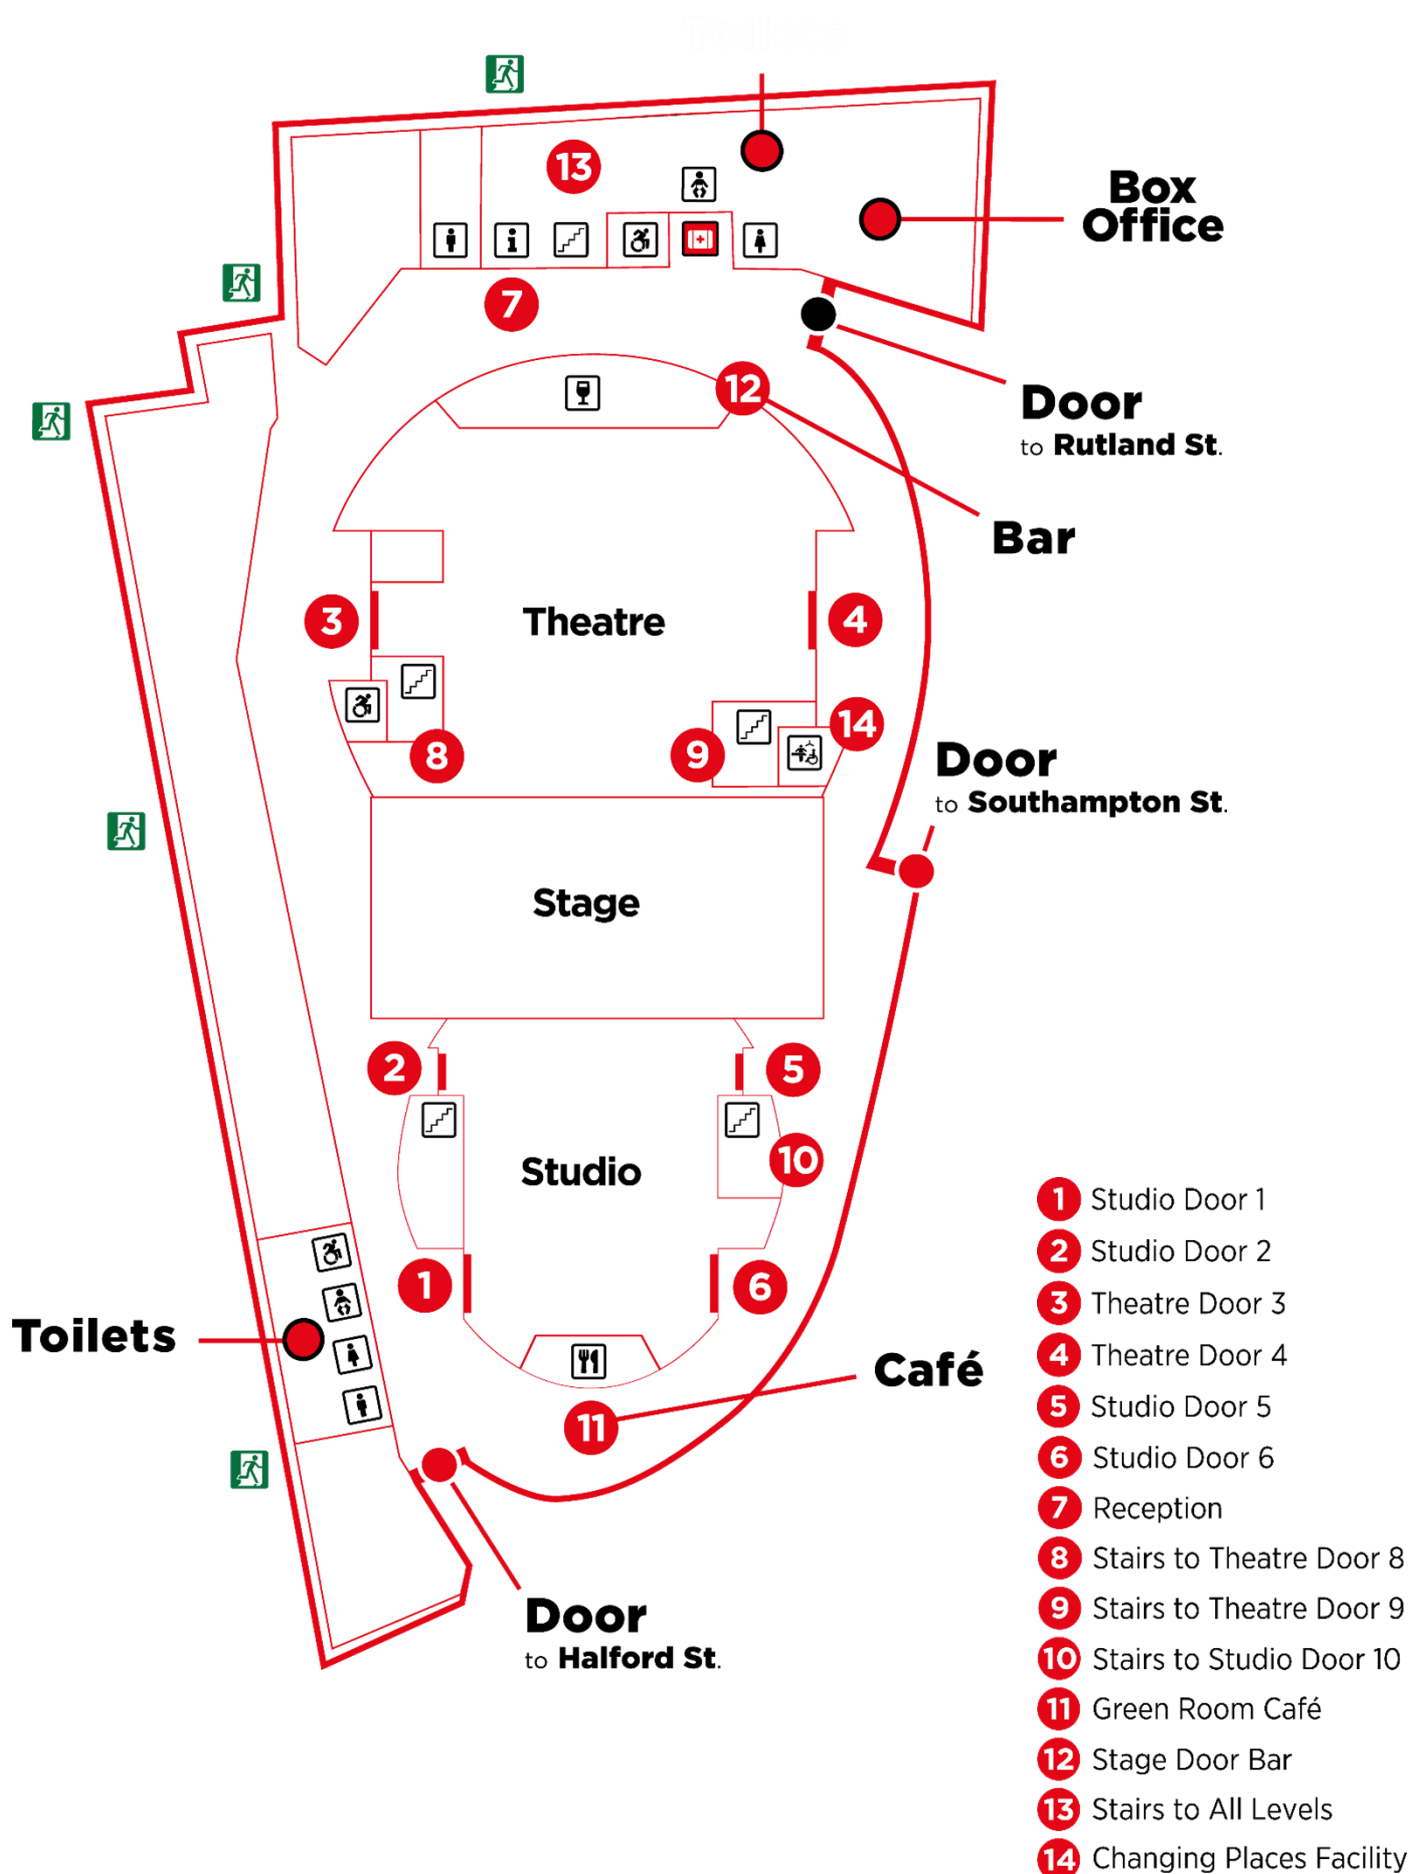 13
Box
Office
7
12
Door
to Rutland St.
Bar
3
Theatre
4
14
8
9
Door
to Southampton St.
Stage
2
5
Studio
10
1
6
Toilets
Café
11
Door
to Halford St.
1 Studio Door 1
2 Studio Door 2
3 Theatre Door 3
4 Theatre Door 4
5 Studio Door 5
6 Studio Door 6
7 Reception
8 Stairs to Theatre Door 8
9 Stairs to Theatre Door 9
10 Stairs to Studio Door 10
11 Green Room Café
12 Stage Door Bar
13 Stairs to All Levels
14 Changing Places Facility